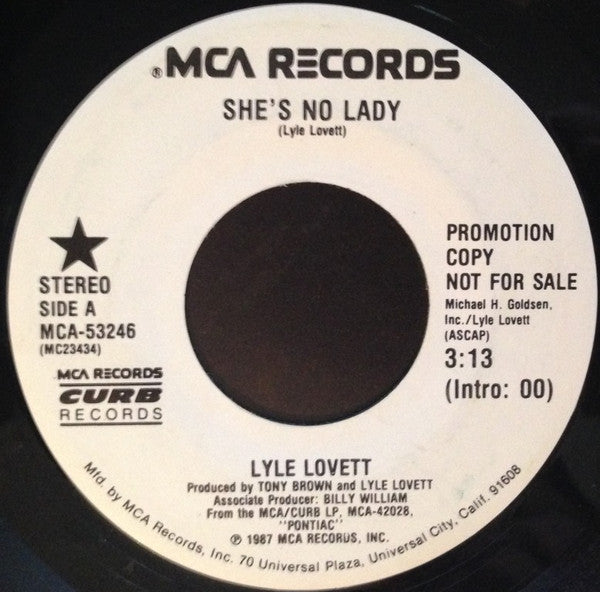 ® MCA RECORDS
SHE'S NO LADY
(Lyle Lovett)
STEREO
SIDE A
MCA-53246
(MC23434)
MCA RECORDS
CURB
RECORDS
PROMOTION
COPY
NOT FOR SALE
Michael H. Goldsen,
Inc./Lyle Lovett
(ASCAP)
3:13
(Intro: 00)
LYLE LOVETT
Produced by TONY BROWN and LYLE LOVETT
Associate Producer: BILLY WILLIAM
From the MCA/CURB LP, MCA-42028,
"PONTIAC"
℗ 1987 MCA RECORDS, INC.
Mfd. by MCA Records, Inc. 70 Universal Plaza, Universal City, Calif. 91608